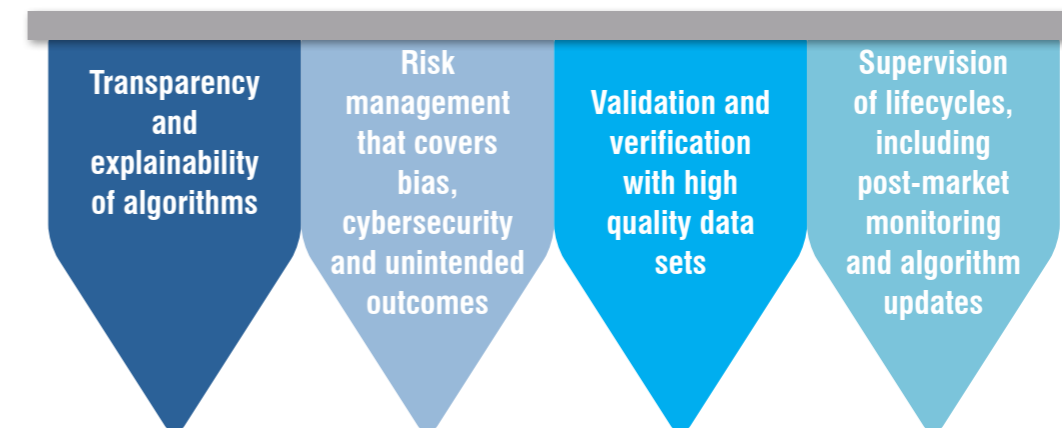 Transparency
and
explainability
of algorithms
Risk
management
that covers
bias,
cybersecurity
and unintended
outcomes
Validation and
verification
with high
quality data
sets
Supervision
of lifecycles,
including
post-market
monitoring
and algorithm
updates